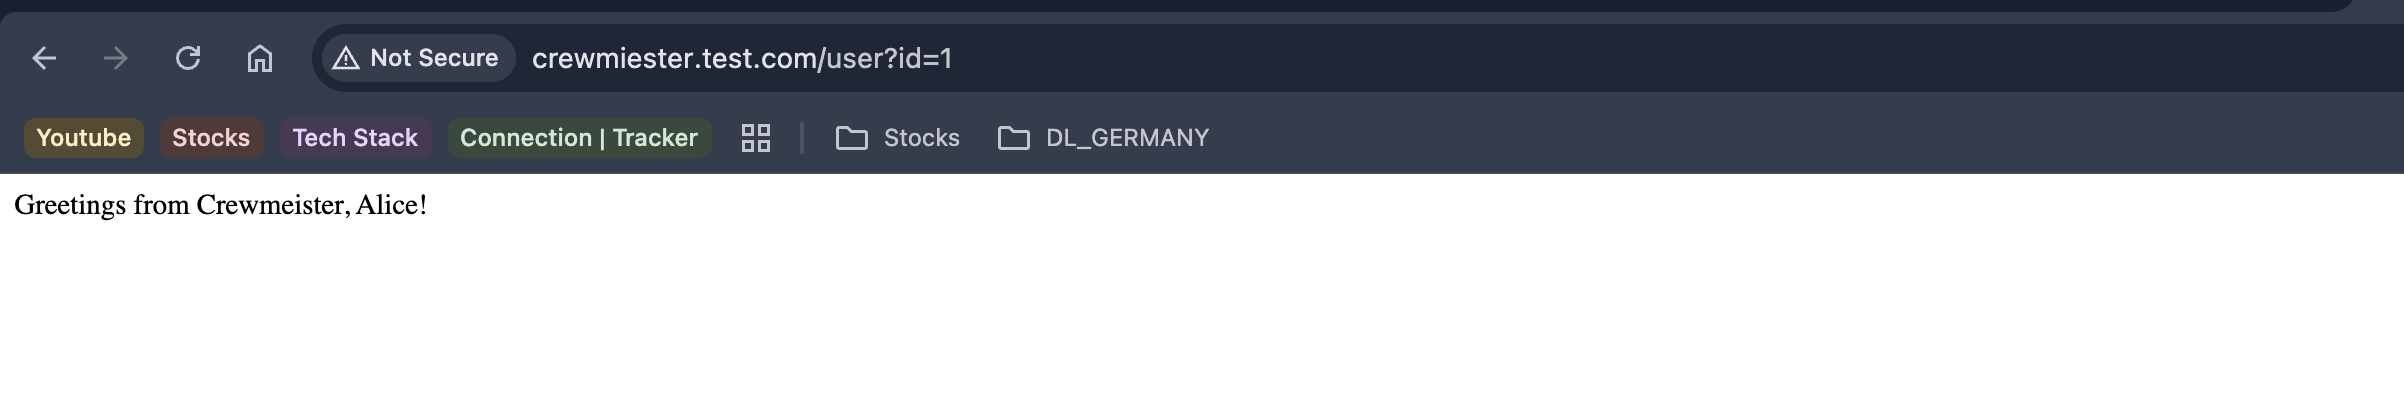 Not Secure crewmiester.test.com/user?id=1
Youtube Stocks Tech Stack Connection | Tracker Stocks DL_GERMANY
Greetings from Crewmeister, Alice!